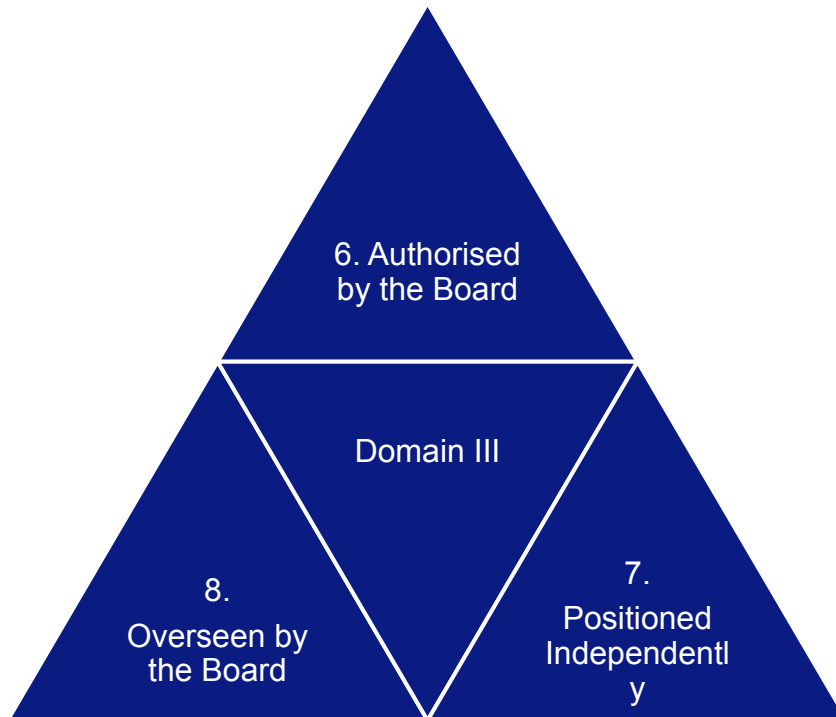 6. Authorised
by the Board
Domain III
8.
Overseen by
the Board
7.
Positioned
Independentl
y